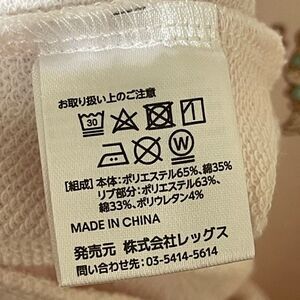 お取り扱い上のご注意
30
W
[組成] 本体:ポリエステル65%、綿35%
リブ部分:ポリエステル63%、
綿33%、ポリウレタン4%
MADE IN CHINA
発売元 株式会社レッグス
問い合わせ先:03-5414-5614